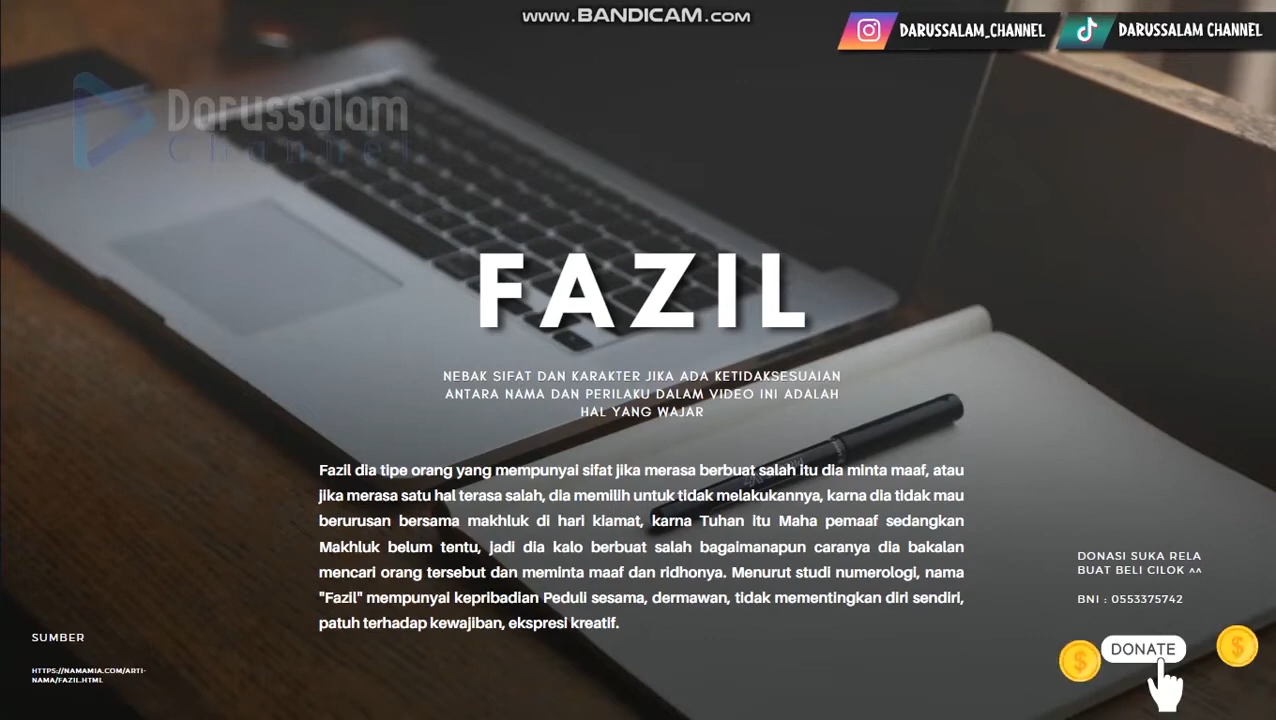 WWW.BANDICAM.COM
DARUSSALAM_CHANNEL
DARUSSALAM CHANNEL
Darussalam
Channel
FAZIL
NEBAK SIFAT DAN KARAKTER JIKA ADA KETIDAKSESUAIAN
ANTARA NAMA DAN PERILAKU DALAM VIDEO INI ADALAH
HAL YANG WAJAR
Fazil dia tipe orang yang mempunyai sifat jika merasa berbuat salah itu dia minta maaf, atau
jika merasa satu hal terasa salah, dia memilih untuk tidak melakukannya, karna dia tidak mau
berurusan bersama makhluk di hari kiamat, karna Tuhan itu Maha pemaaf sedangkan
Makhluk belum tentu, jadi dia kalo berbuat salah bagaimanapun caranya dia bakalan
mencari orang tersebut dan meminta maaf dan ridhonya. Menurut studi numerologi, nama
"Fazil" mempunyai kepribadian Peduli sesama, dermawan, tidak mementingkan diri sendiri,
patuh terhadap kewajiban, ekspresi kreatif.
DONASI SUKA RELA
BUAT BELI CILOK ^^
BNI : 0553375742
DONATE
SUMBER
HTTPS://NAMAMIA.COM/ARTI-
NAMA/FAZIL.HTML